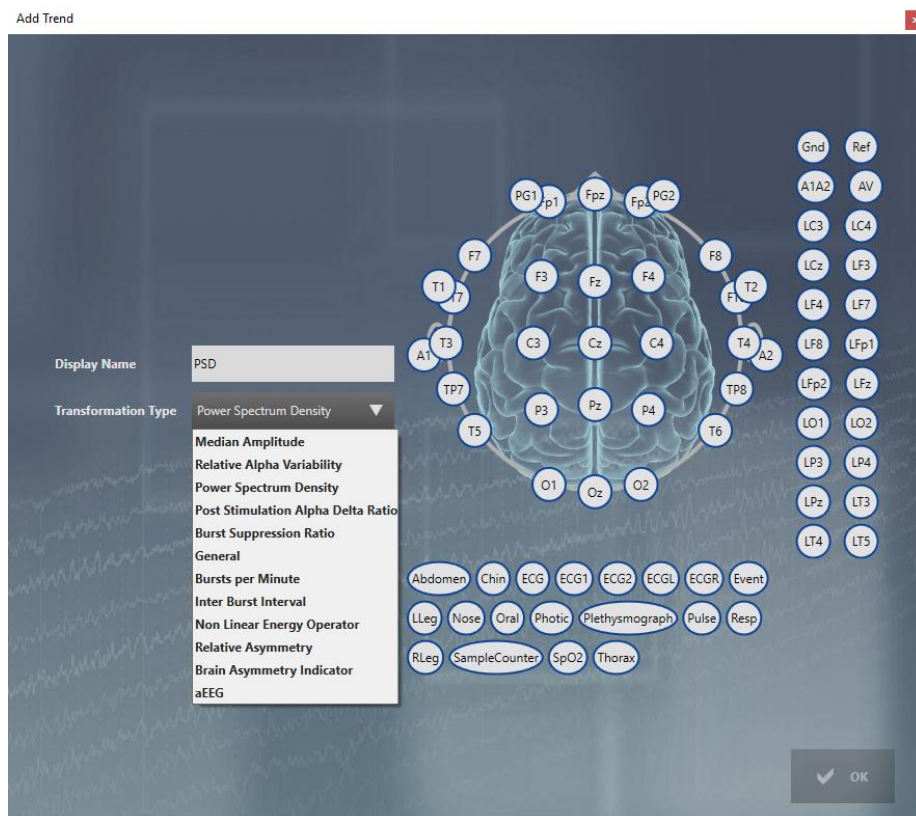 Add Trend
Gnd Ref
A1A2 AV
PG1 Fp1 Fpz PG2
LC3 LC4
F7 F8
LCz LF3
F3 Fz F4
T1 T7 T2
LF4 LF7
T3 C3 Cz C4 T4
LF8 LFp1
A1 A2
Display Name PSD
TP7 TP8
LFp2 LFz
Transformation Type Power Spectrum Density
P3 Pz P4
LO1 LO2
T5 T6
Median Amplitude
Relative Alpha Variability
LP3 LP4
Power Spectrum Density
O1 Oz O2
LPz LT3
Post Stimulation Alpha Delta Ratio
Burst Suppression Ratio
LT4 LT5
General
Bursts per Minute
Abdomen Chin ECG ECG1 ECG2 ECGL ECGR Event
Inter Burst Interval
Non Linear Energy Operator
LLeg Nose Oral Photic Plethysmograph Pulse Resp
Relative Asymmetry
RLeg SampleCounter SpO2 Thorax
Brain Asymmetry Indicator
aEEG
OK